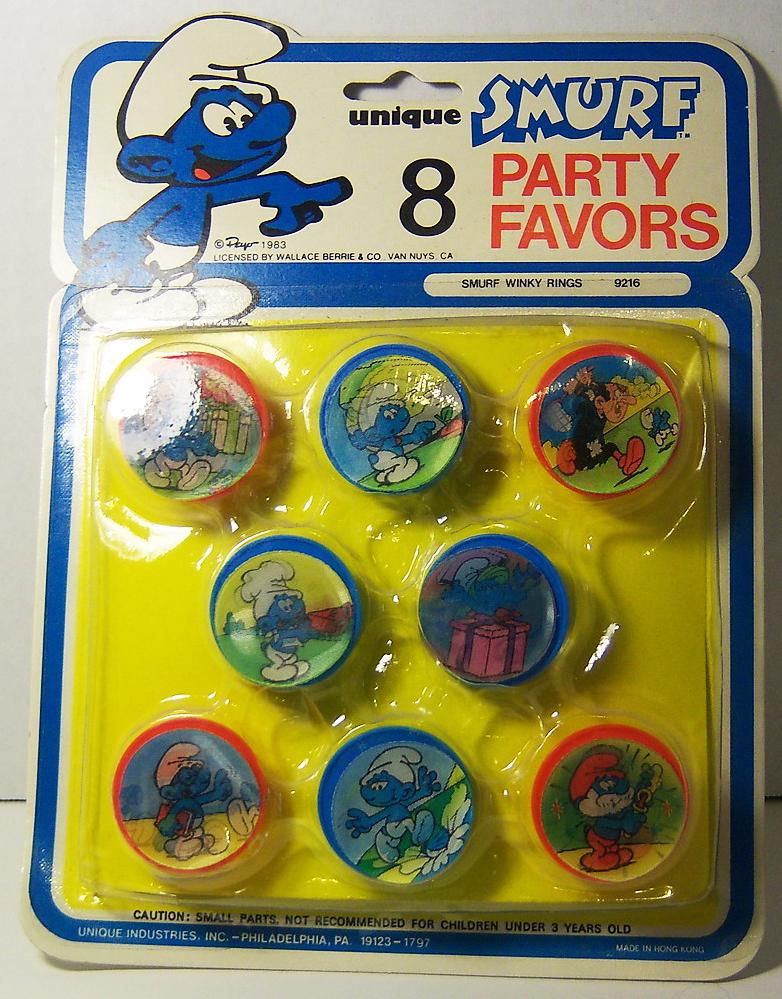 unique SMURF™
8 PARTY
FAVORS
© Peyo 1983
LICENSED BY WALLACE BERRIE & CO. VAN NUYS, CA
SMURF WINKY RINGS 9216
CAUTION: SMALL PARTS, NOT RECOMMENDED FOR CHILDREN UNDER 3 YEARS OLD
UNIQUE INDUSTRIES, INC. – PHILADELPHIA, PA. 19123 – 1797
MADE IN HONG KONG